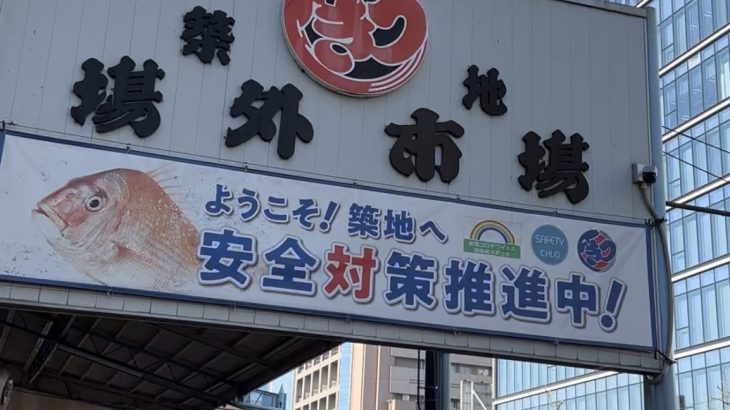 築地
場外市場
ようこそ！築地へ
安全対策推進中！
SAFETY
CHUO